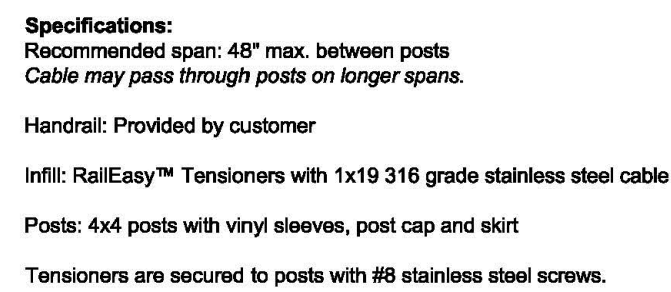 Specifications:
Recommended span: 48" max. between posts
Cable may pass through posts on longer spans.
Handrail: Provided by customer
Infill: RailEasy™ Tensioners with 1x19 316 grade stainless steel cable
Posts: 4x4 posts with vinyl sleeves, post cap and skirt
Tensioners are secured to posts with #8 stainless steel screws.